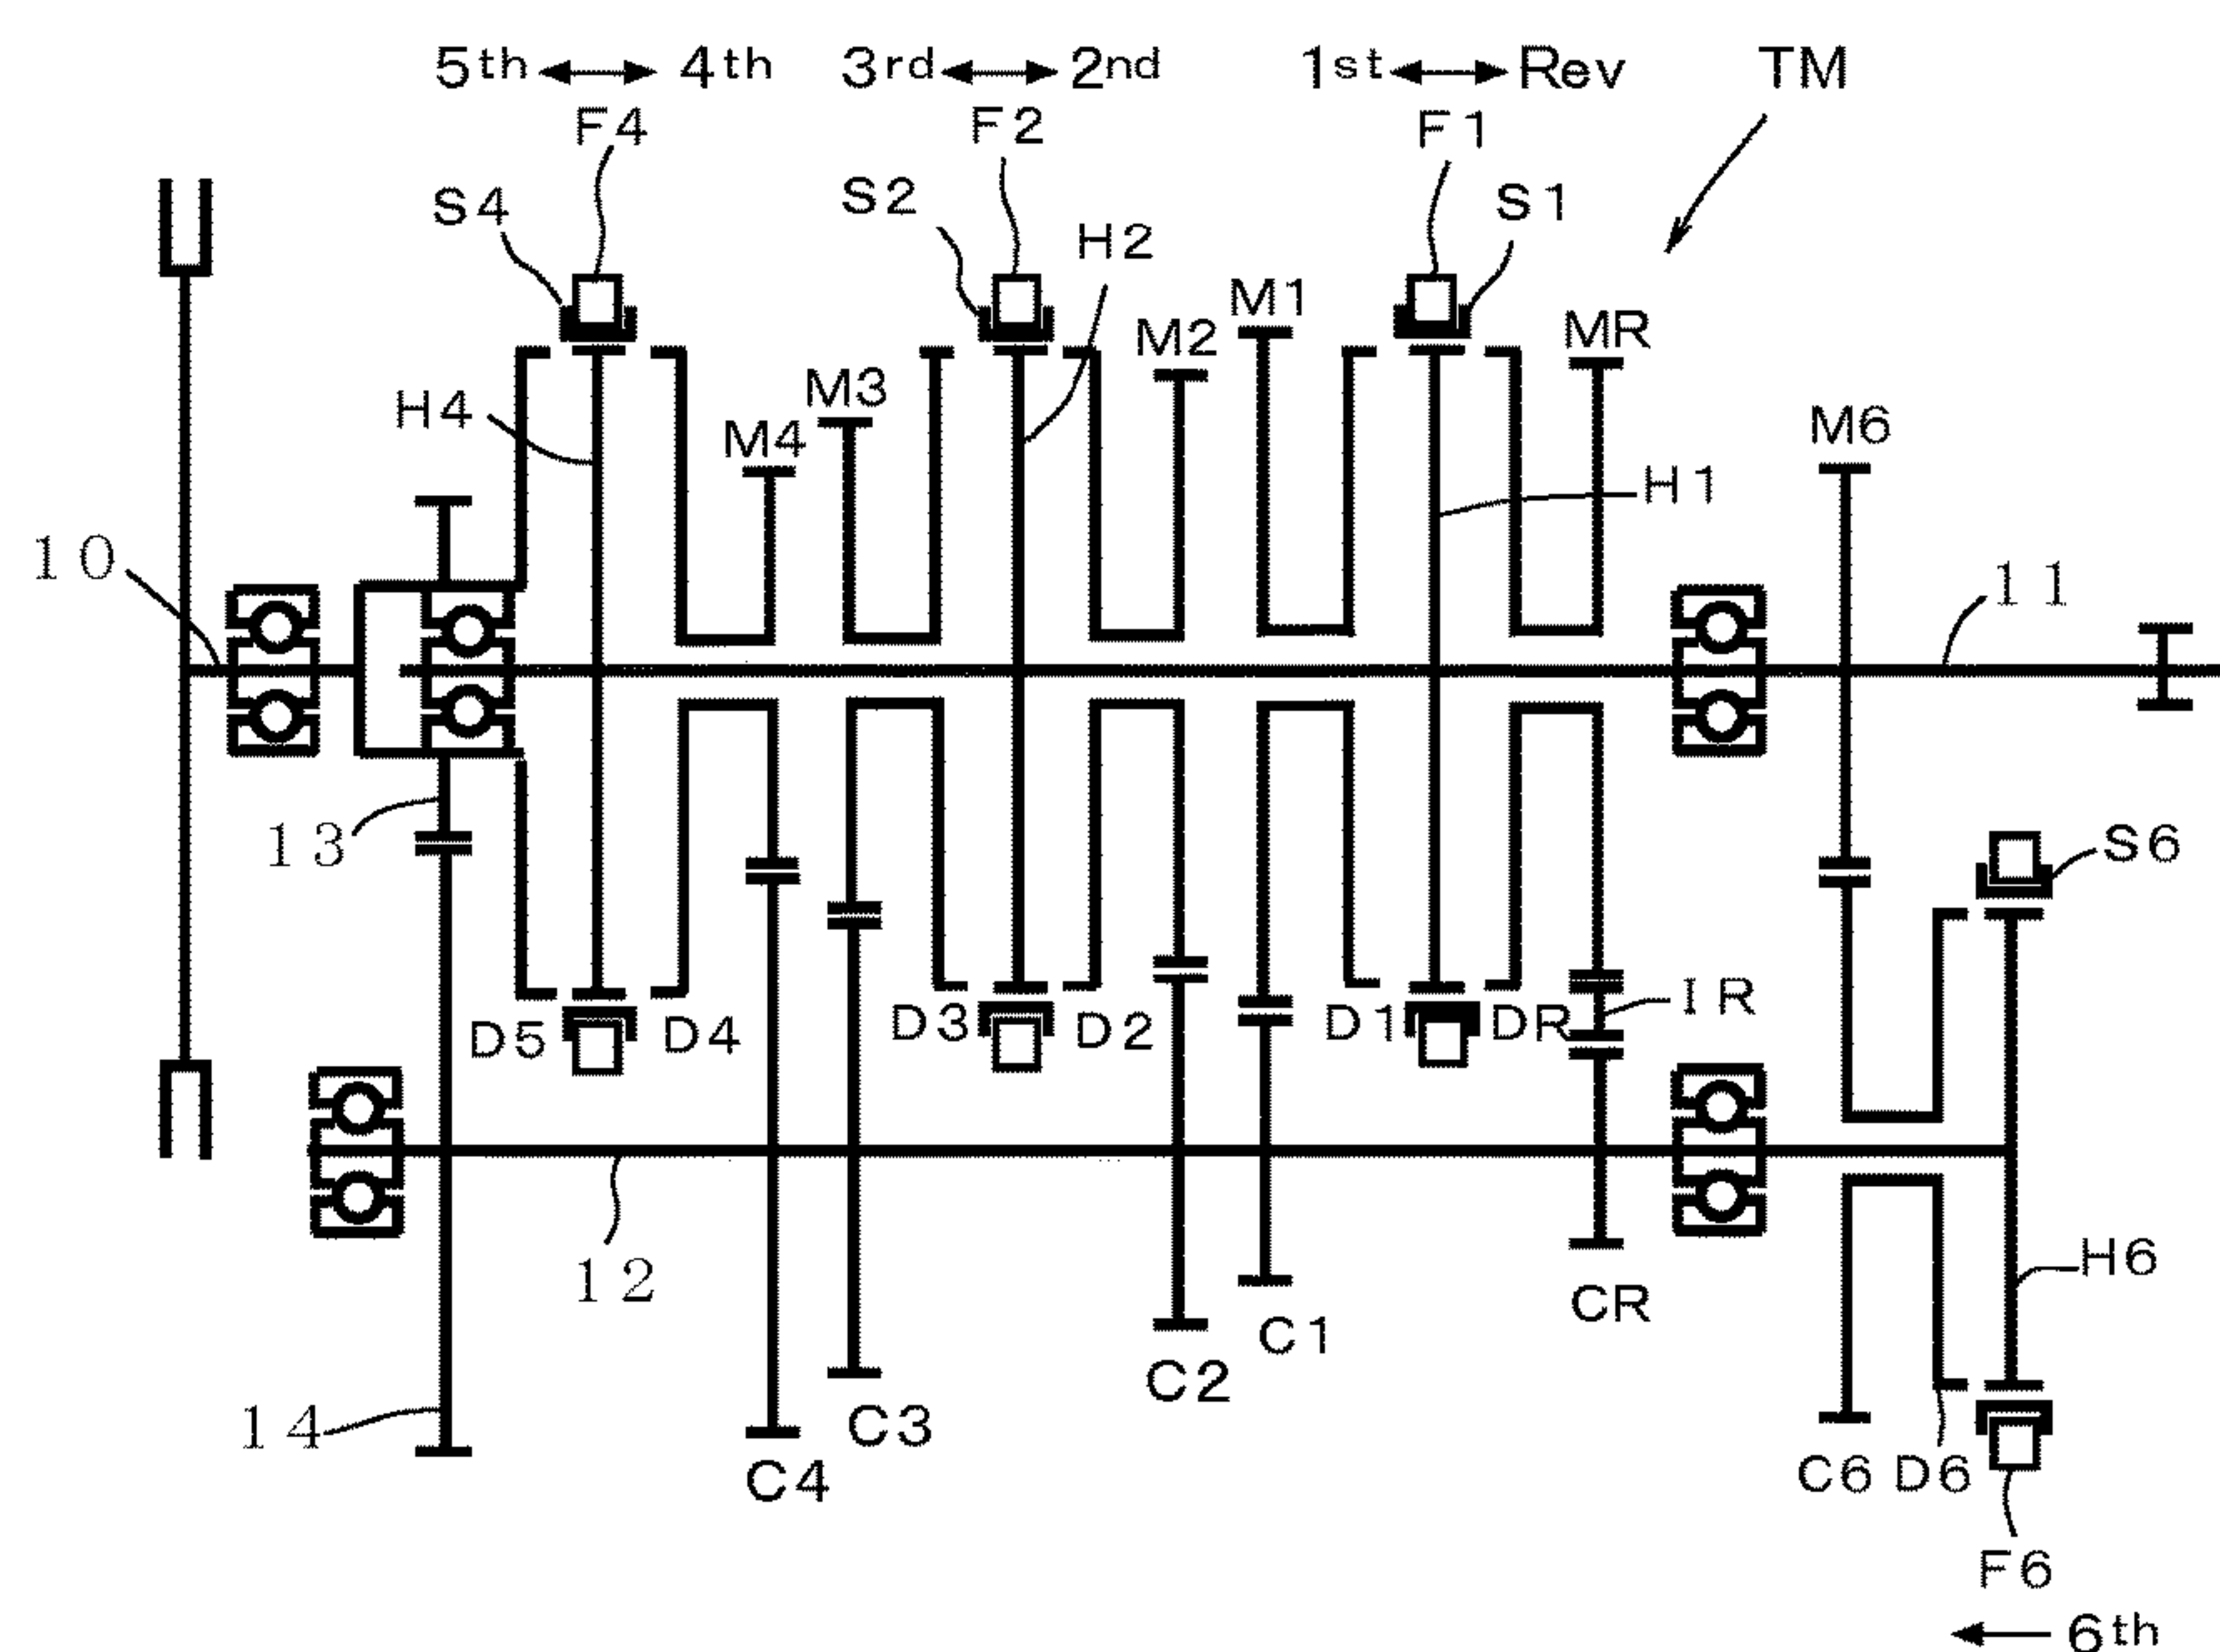 5th 4th 3rd 2nd 1st Rev TM
F4 F2 F1
S4 S2 S1
H2
M1
M2 MR
M3
H4 M4 M6
H1
10 11
13 S6
IR
D5 D4 D3 D2 D1 DR
12 H6
CR
C1
C2
14 C3
C4 C6 D6
F6
6th